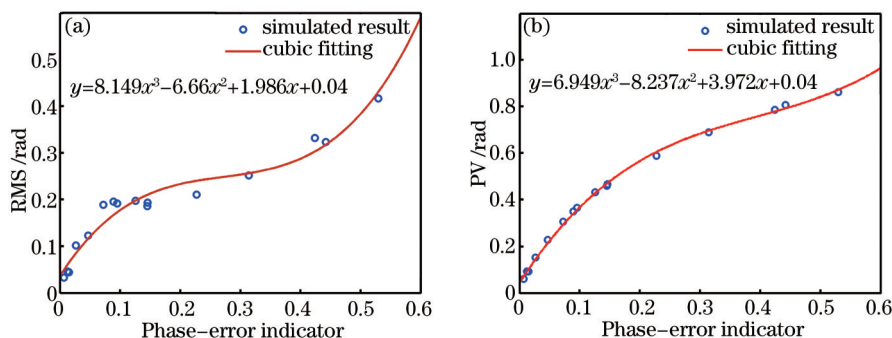 (a)
simulated result
cubic fitting
y=8.149x³−6.66x²+1.986x+0.04
RMS /rad
0.5
0.4
0.3
0.2
0.1
0
0 0.1 0.2 0.3 0.4 0.5 0.6
Phase−error indicator
(b)
simulated result
cubic fitting
y=6.949x³−8.237x²+3.972x+0.04
PV /rad
1.0
0.8
0.6
0.4
0.2
0
0 0.1 0.2 0.3 0.4 0.5 0.6
Phase−error indicator